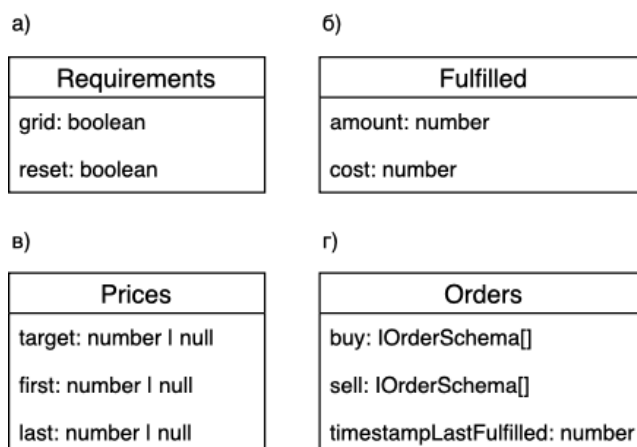 а)
Requirements
grid: boolean
reset: boolean
б)
Fulfilled
amount: number
cost: number
в)
Prices
target: number | null
first: number | null
last: number | null
г)
Orders
buy: IOrderSchema[]
sell: IOrderSchema[]
timestampLastFulfilled: number